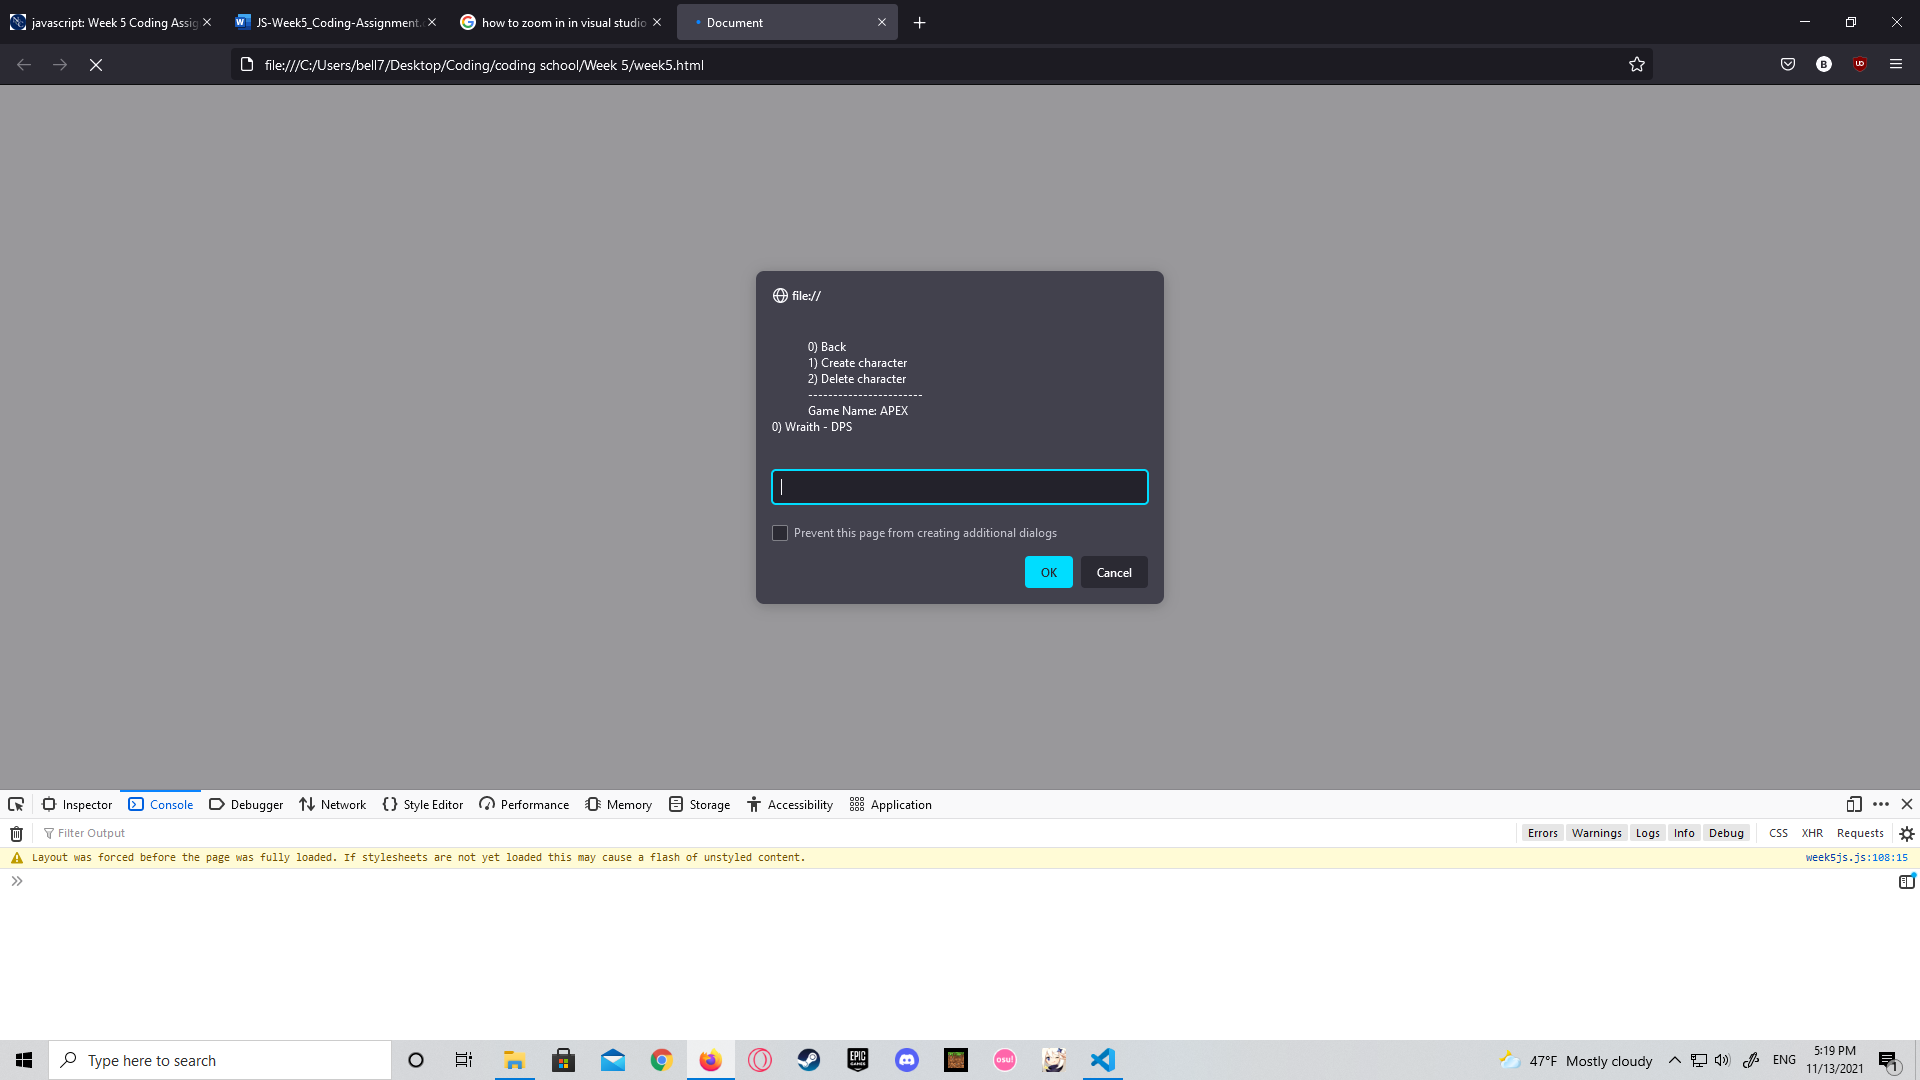 javascript: Week 5 Coding Assig
JS-Week5_Coding-Assignment.
how to zoom in in visual studio
Document
file:///C:/Users/bell7/Desktop/Coding/coding school/Week 5/week5.html
B
file://
0) Back
1) Create character
2) Delete character
-----------------------
Game Name: APEX
0) Wraith - DPS
Prevent this page from creating additional dialogs
OK Cancel
Inspector Console Debugger Network Style Editor Performance Memory Storage Accessibility Application
Filter Output Errors Warnings Logs Info Debug CSS XHR Requests
Layout was forced before the page was fully loaded. If stylesheets are not yet loaded this may cause a flash of unstyled content. week5js.js:108:15
Type here to search
EPIC GAMES
osu!
47°F Mostly cloudy
ENG
5:19 PM
11/13/2021
1